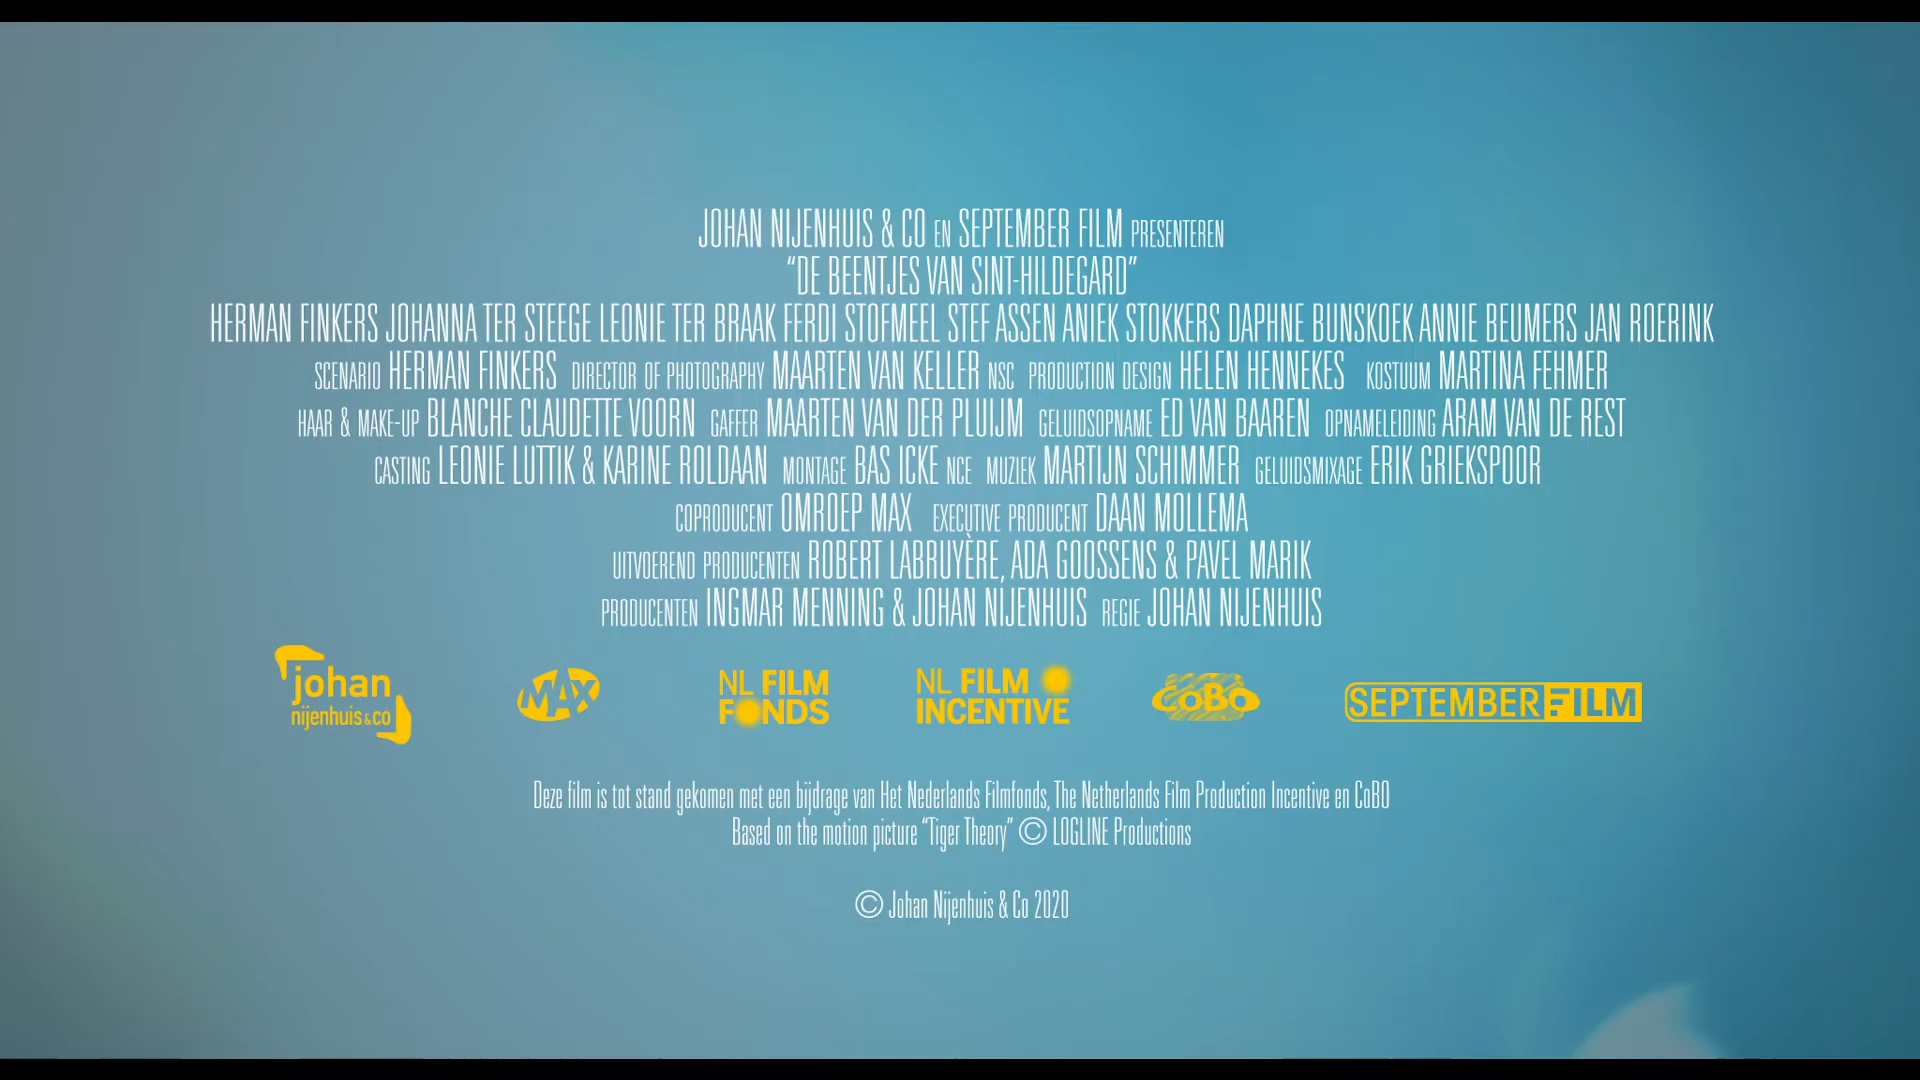 JOHAN NIJENHUIS & CO EN SEPTEMBER FILM PRESENTEREN
“DE BEENTJES VAN SINT-HILDEGARD”
HERMAN FINKERS JOHANNA TER STEEGE LEONIE TER BRAAK FERDI STOFMEEL STEF ASSEN ANIEK STOKKERS DAPHNE BUNSKOEK ANNIE BEUMERS JAN ROERINK
SCENARIO HERMAN FINKERS DIRECTOR OF PHOTOGRAPHY MAARTEN VAN KELLER NSC PRODUCTION DESIGN HELEN HENNEKES KOSTUUM MARTINA FEHMER
HAAR & MAKE-UP BLANCHE CLAUDETTE VOORN GAFFER MAARTEN VAN DER PLUIJM GELUIDSOPNAME ED VAN BAAREN OPNAMELEIDING ARAM VAN DE REST
CASTING LEONIE LUTTIK & KARINE ROLDAAN MONTAGE BAS ICKE NCE MUZIEK MARTIJN SCHIMMER GELUIDSMIXAGE ERIK GRIEKSPOOR
COPRODUCENT OMROEP MAX EXECUTIVE PRODUCENT DAAN MOLLEMA
UITVOEREND PRODUCENTEN ROBERT LABRUYÈRE, ADA GOOSSENS & PAVEL MARIK
PRODUCENTEN INGMAR MENNING & JOHAN NIJENHUIS REGIE JOHAN NIJENHUIS
johan
nijenhuis&co
MAX
NL FILM
FONDS
NL FILM
INCENTIVE
CoBO
SEPTEMBER FILM
Deze film is tot stand gekomen met een bijdrage van Het Nederlands Filmfonds, The Netherlands Film Production Incentive en CoBO
Based on the motion picture “Tiger Theory” © LOGLINE Productions
© Johan Nijenhuis & Co 2020